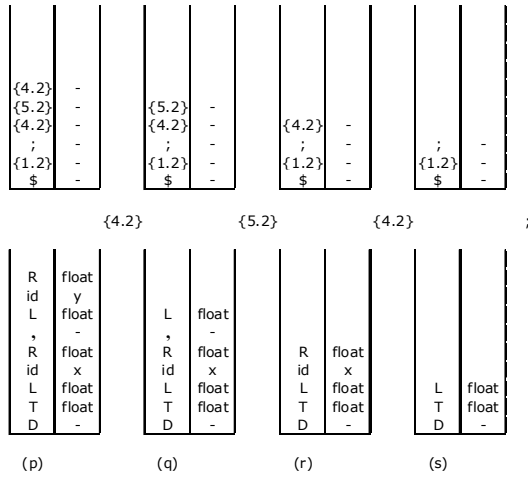 {4.2} -
{5.2} - {5.2} -
{4.2} - {4.2} - {4.2} -
; - ; - ; - ; -
{1.2} - {1.2} - {1.2} - {1.2} -
$ - $ - $ - $ -
{4.2} {5.2} {4.2} ;
R float
id y
L float L float
, - , -
R float R float R float
id x id x id x
L float L float L float L float
T float T float T float T float
D - D - D - D -
(p) (q) (r) (s)